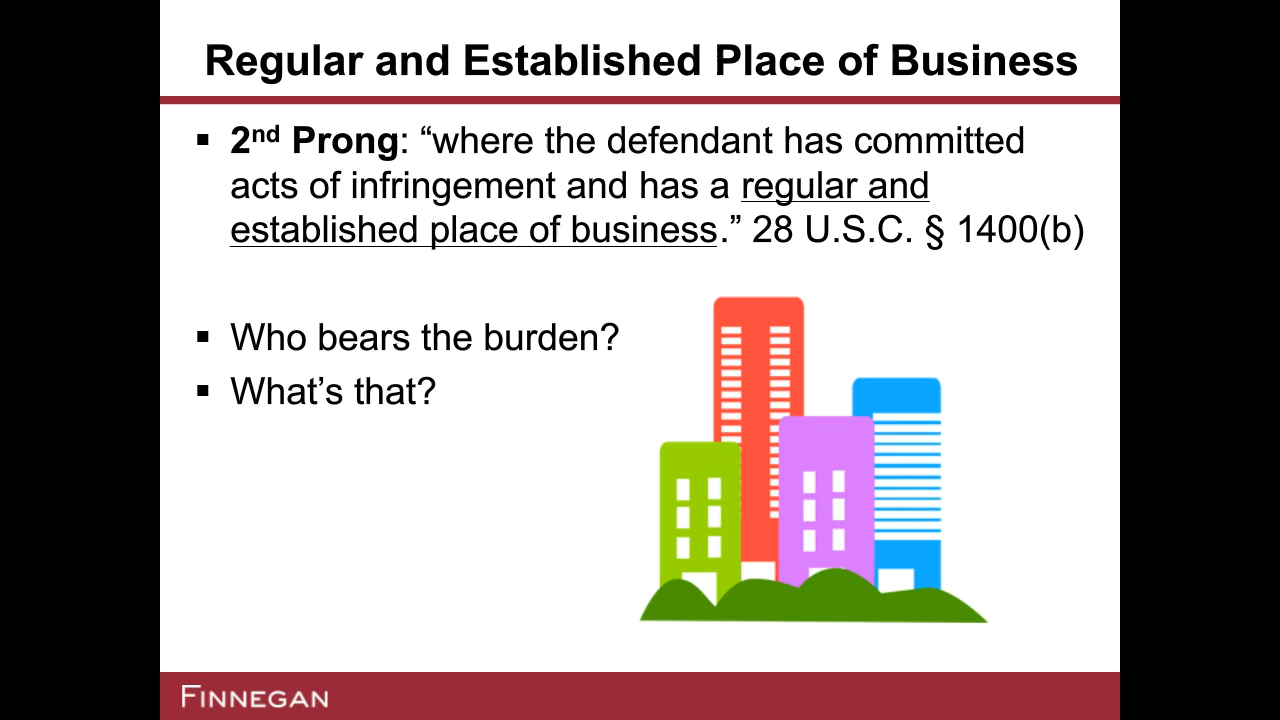 Regular and Established Place of Business
▪ 2nd Prong: “where the defendant has committed
acts of infringement and has a regular and
established place of business.” 28 U.S.C. § 1400(b)
▪ Who bears the burden?
▪ What’s that?
FINNEGAN